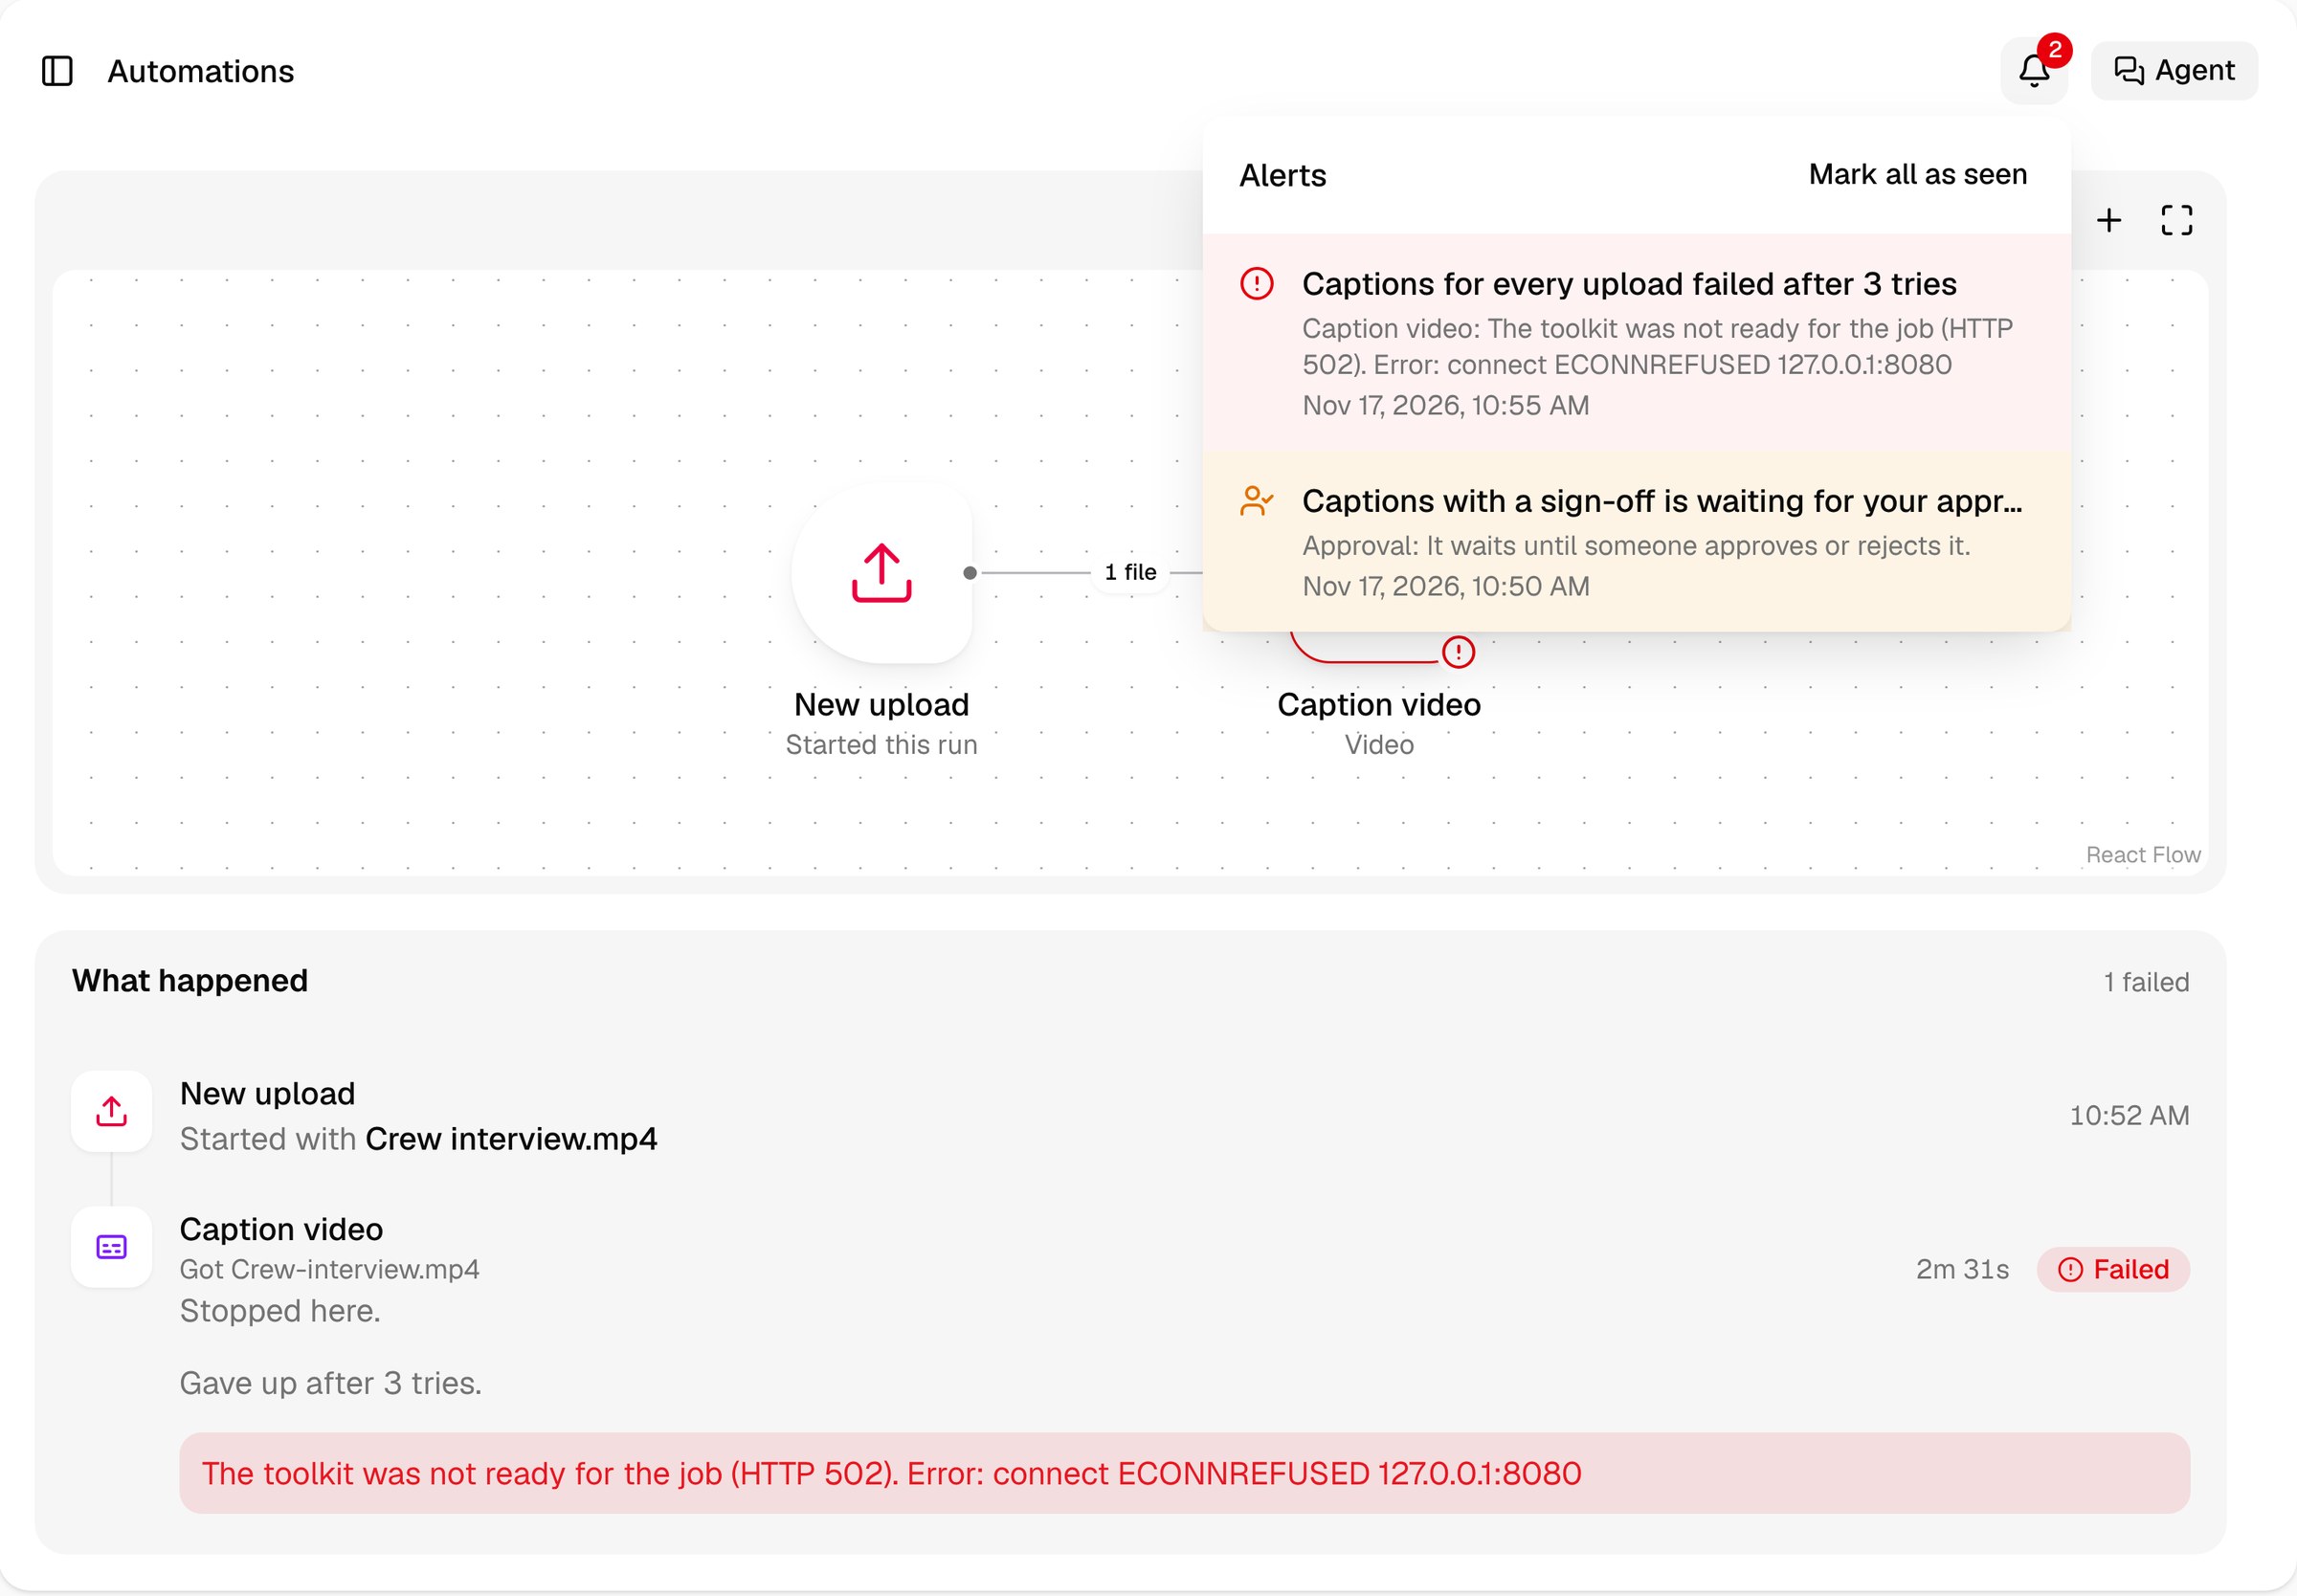 Automations
2
Agent
Alerts
Mark all as seen
Captions for every upload failed after 3 tries
Caption video: The toolkit was not ready for the job (HTTP
502). Error: connect ECONNREFUSED 127.0.0.1:8080
Nov 17, 2026, 10:55 AM
Captions with a sign-off is waiting for your appr...
Approval: It waits until someone approves or rejects it.
Nov 17, 2026, 10:50 AM
1 file
New upload
Started this run
Caption video
Video
React Flow
What happened
1 failed
New upload
Started with Crew interview.mp4
10:52 AM
Caption video
Got Crew-interview.mp4
Stopped here.
2m 31s
Failed
Gave up after 3 tries.
The toolkit was not ready for the job (HTTP 502). Error: connect ECONNREFUSED 127.0.0.1:8080